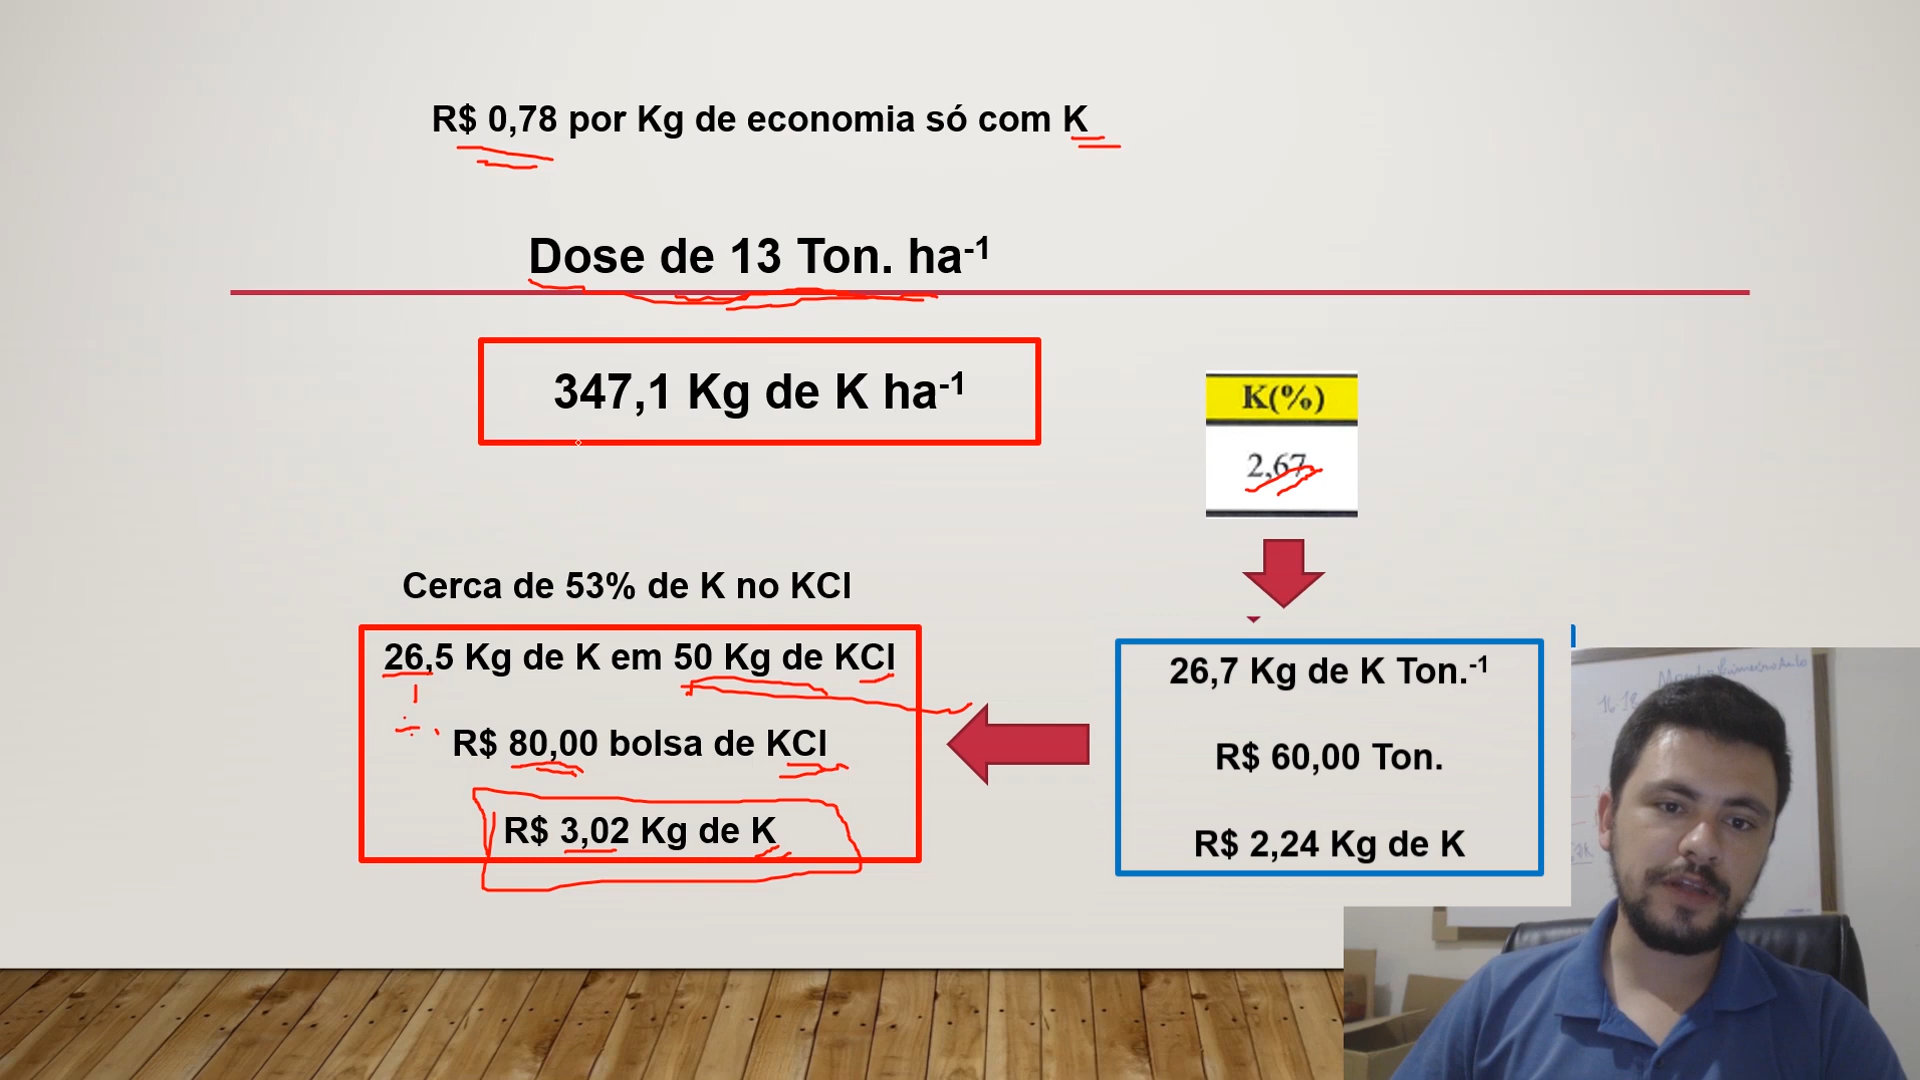 R$ 0,78 por Kg de economia só com K
Dose de 13 Ton. ha-1
347,1 Kg de K ha-1
K(%)
2,67
Cerca de 53% de K no KCl
26,5 Kg de K em 50 Kg de KCl
R$ 80,00 bolsa de KCl
R$ 3,02 Kg de K
26,7 Kg de K Ton.-1
R$ 60,00 Ton.
R$ 2,24 Kg de K